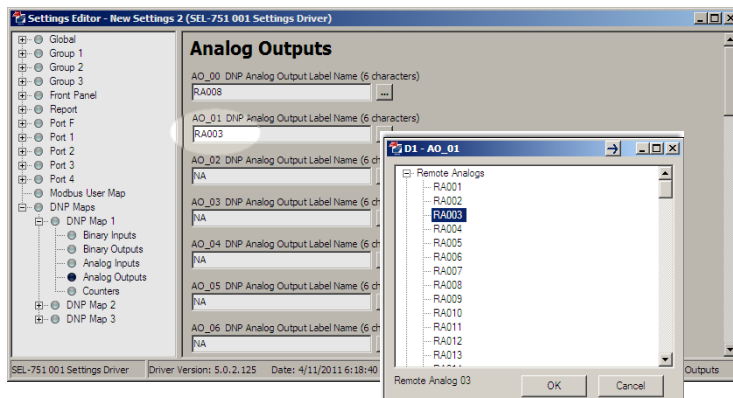 Settings Editor - New Settings 2 (SEL-751 001 Settings Driver)
Global
Group 1
Group 2
Group 3
Front Panel
Report
Port F
Port 1
Port 2
Port 3
Port 4
Modbus User Map
DNP Maps
DNP Map 1
Binary Inputs
Binary Outputs
Analog Inputs
Analog Outputs
Counters
DNP Map 2
DNP Map 3
Analog Outputs
AO_00 DNP Analog Output Label Name (6 characters)
RA008
...
AO_01 DNP Analog Output Label Name (6 characters)
RA003
AO_02 DNP Analog Output Label Name (6 ch
NA
AO_03 DNP Analog Output Label Name (6 ch
NA
AO_04 DNP Analog Output Label Name (6 ch
NA
AO_05 DNP Analog Output Label Name (6 ch
NA
AO_06 DNP Analog Output Label Name (6 ch
NA
D1 - AO_01
Remote Analogs
RA001
RA002
RA003
RA004
RA005
RA006
RA007
RA008
RA009
RA010
RA011
RA012
RA013
Remote Analog 03
OK
Cancel
SEL-751 001 Settings Driver
Driver Version: 5.0.2.125
Date: 4/11/2011 6:18:40
Outputs